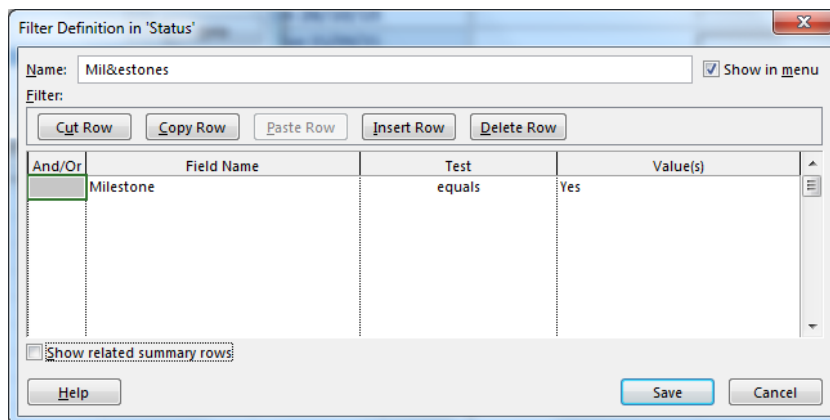 Filter Definition in 'Status'
Name: Mil&estones Show in menu
Filter:
Cut Row Copy Row Paste Row Insert Row Delete Row
And/Or Field Name Test Value(s)
Milestone equals Yes
Show related summary rows
Help Save Cancel